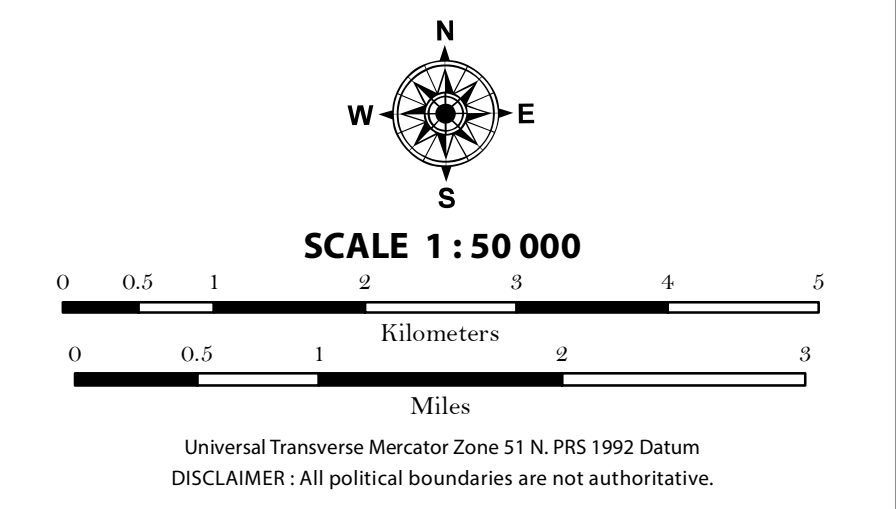 N
W E
S
SCALE 1 : 50 000
0 0.5 1 2 3 4 5
Kilometers
0 0.5 1 2 3
Miles
Universal Transverse Mercator Zone 51 N. PRS 1992 Datum
DISCLAIMER : All political boundaries are not authoritative.